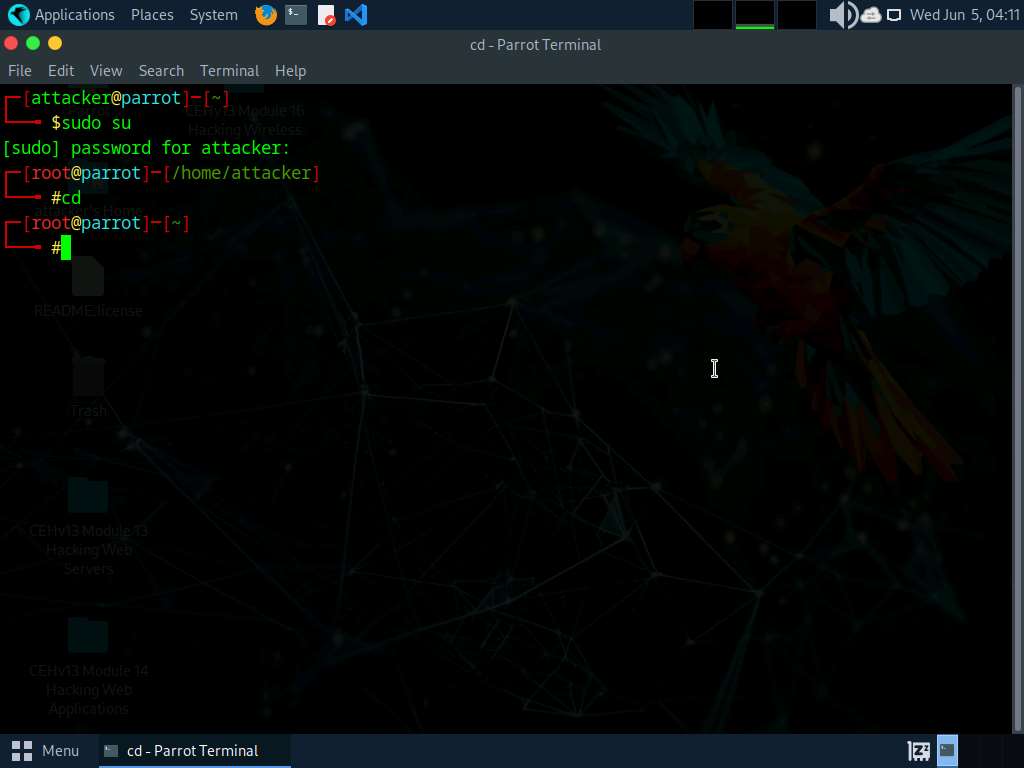 Applications Places System Wed Jun 5, 04:11
cd - Parrot Terminal
File Edit View Search Terminal Help
┌─[attacker@parrot]─[~]
└──╼ $sudo su
[sudo] password for attacker:
┌─[root@parrot]─[/home/attacker]
└──╼ #cd
┌─[root@parrot]─[~]
└──╼ #
CEHv13 Module 16
Hacking Wireless
attacker's Home
README.license
Trash
CEHv13 Module 13
Hacking Web
Servers
CEHv13 Module 14
Hacking Web
Applications
Menu cd - Parrot Terminal